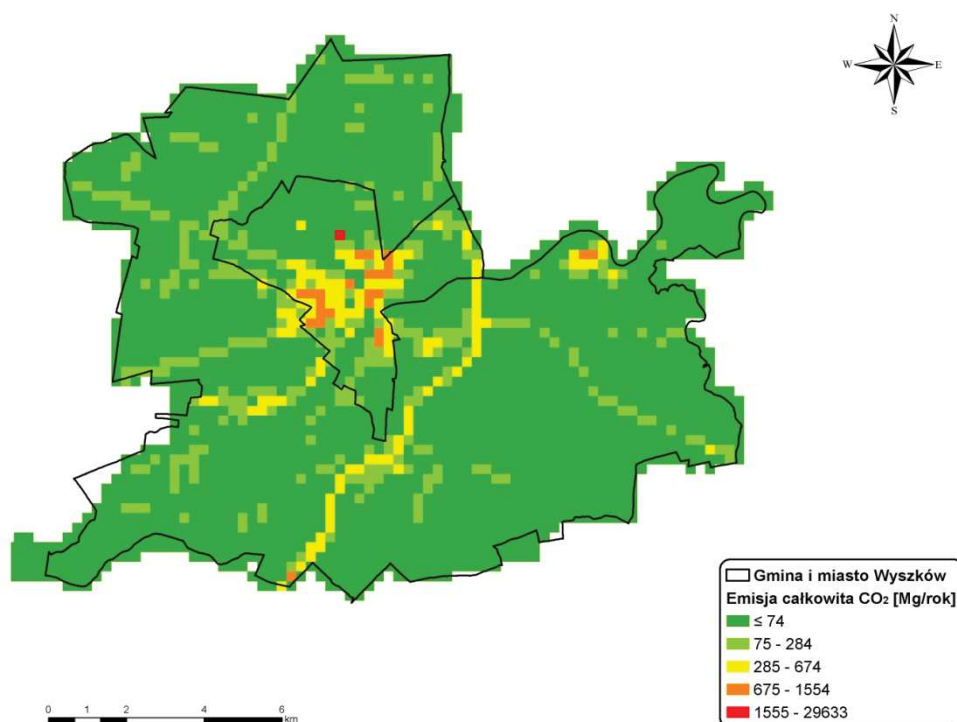 N
W E
S
Gmina i miasto Wyszków
Emisja całkowita CO₂ [Mg/rok]
≤ 74
75 - 284
285 - 674
675 - 1554
1555 - 29633
0 1 2 4 6
km